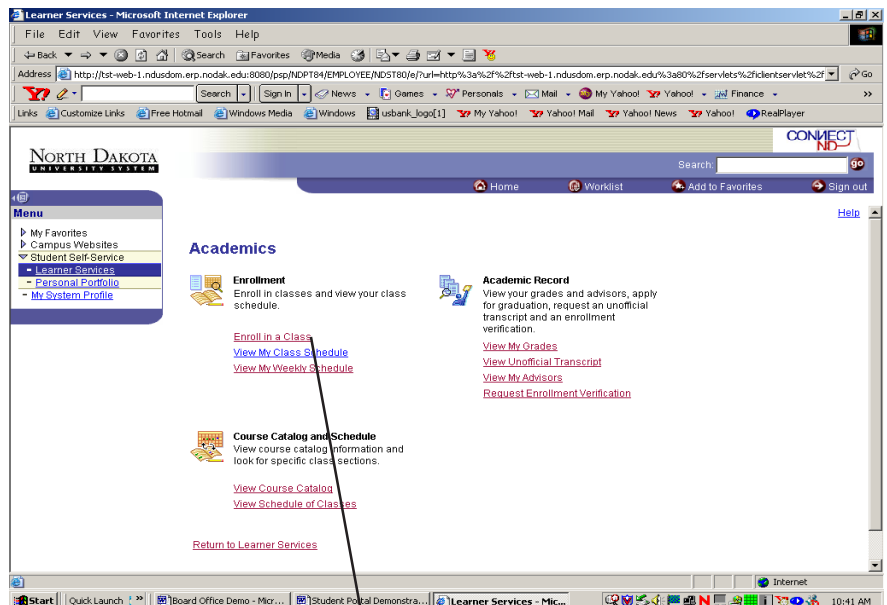 Learner Services - Microsoft Internet Explorer
File Edit View Favorites Tools Help
Back Search Favorites Media
Address http://tst-web-1.ndusdom.erp.nodak.edu:8080/psp/NDPT84/EMPLOYEE/NDST80/e/?url=http%3a%2f%2ftst-web-1.ndusdom.erp.nodak.edu%3a80%2fservlets%2ficlientservlet%2f Go
Y? Search Sign In News Games Personals Mail My Yahoo! Yahoo! Finance »
Links Customize Links Free Hotmail Windows Media Windows usbank_logo[1] My Yahoo! Yahoo! Mail Yahoo! News Yahoo! RealPlayer
CONNECT ND
NORTH DAKOTA
UNIVERSITY SYSTEM
Search: go
Home Worklist Add to Favorites Sign out
Menu
My Favorites
Campus Websites
Student Self-Service
- Learner Services
- Personal Portfolio
- My System Profile
Help
Academics
Enrollment
Enroll in classes and view your class
schedule.
Enroll in a Class
View My Class Schedule
View My Weekly Schedule
Academic Record
View your grades and advisors, apply
for graduation, request an unofficial
transcript and an enrollment
verification.
View My Grades
View Unofficial Transcript
View My Advisors
Request Enrollment Verification
Course Catalog and Schedule
View course catalog information and
look for specific class sections.
View Course Catalog
View Schedule of Classes
Return to Learner Services
Internet
Start Quick Launch » Board Office Demo - Micr... Student Portal Demonstra... Learner Services - Mic... 10:41 AM